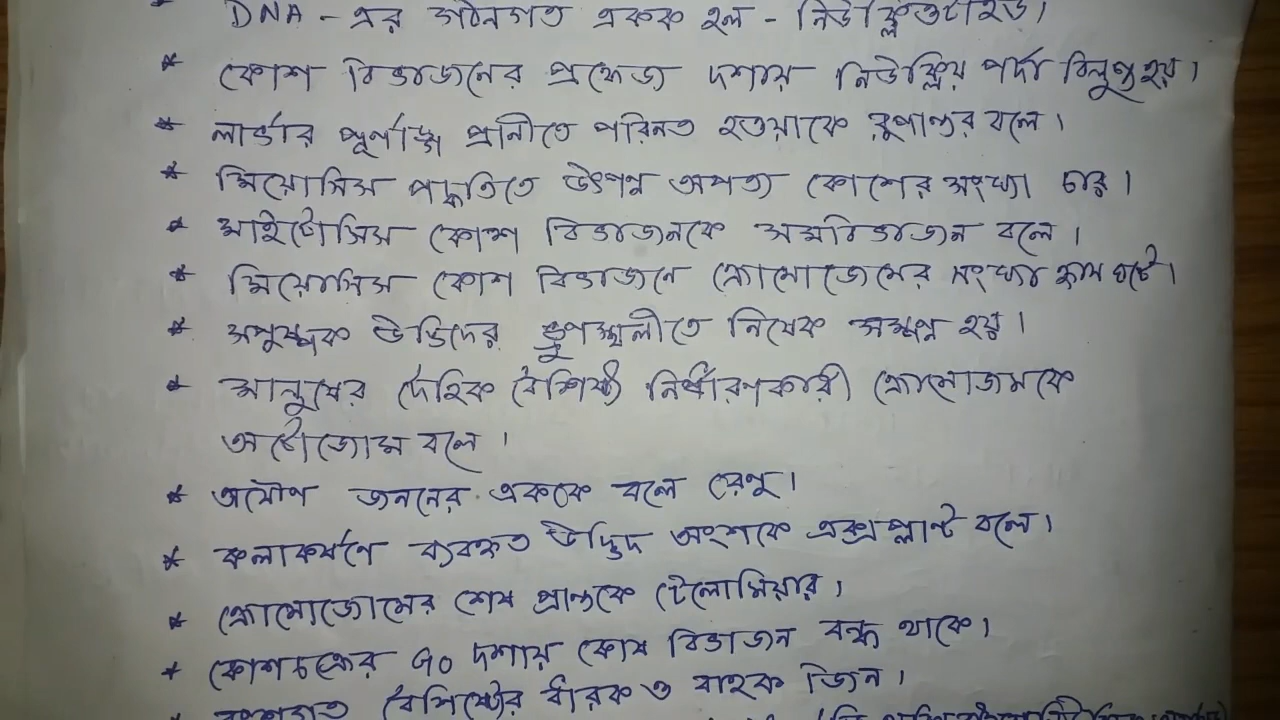 DNA - এর গঠনগত একক হল - নিউক্লিওটাইড।
* কোশ বিভাজনের প্রফেজ দশায় নিউক্লিয় পর্দা বিলুপ্ত হয়।
* লার্ভার পূর্ণাঙ্গ প্রানীতে পরিনত হওয়াকে রুপান্তর বলে।
* মিয়োসিস পদ্ধতিতে উৎপন্ন অপত্য কোশের সংখ্যা চার।
* মাইটোসিস কোশ বিভাজনকে সমবিভাজন বলে।
* মিয়োসিস কোশ বিভাজনে ক্রোমোজেমের সংখ্যা হ্রাস ঘটে।
* সপুষ্পক উদ্ভিদের ভ্রুণস্থলীতে নিষেক সম্পন্ন হয়।
* মানুষের দৈহিক বৈশিষ্ট্য নির্ধারণকারী ক্রোমোজমকে
অটোজোম বলে।
* অযৌণ জননের একককে বলে রেণু।
* কলাকর্ষণে ব্যবহৃত উদ্ভিদ অংশকে এক্সপ্লান্ট বলে।
* ক্রোমোজোমের শেষ প্রান্তকে টেলোমিয়ার।
* কোশচক্রের G0 দশায় কোষ বিভাজন বন্ধ থাকে।
* বংশগত বৈশিষ্টের ধারক ও বাহক জিন।